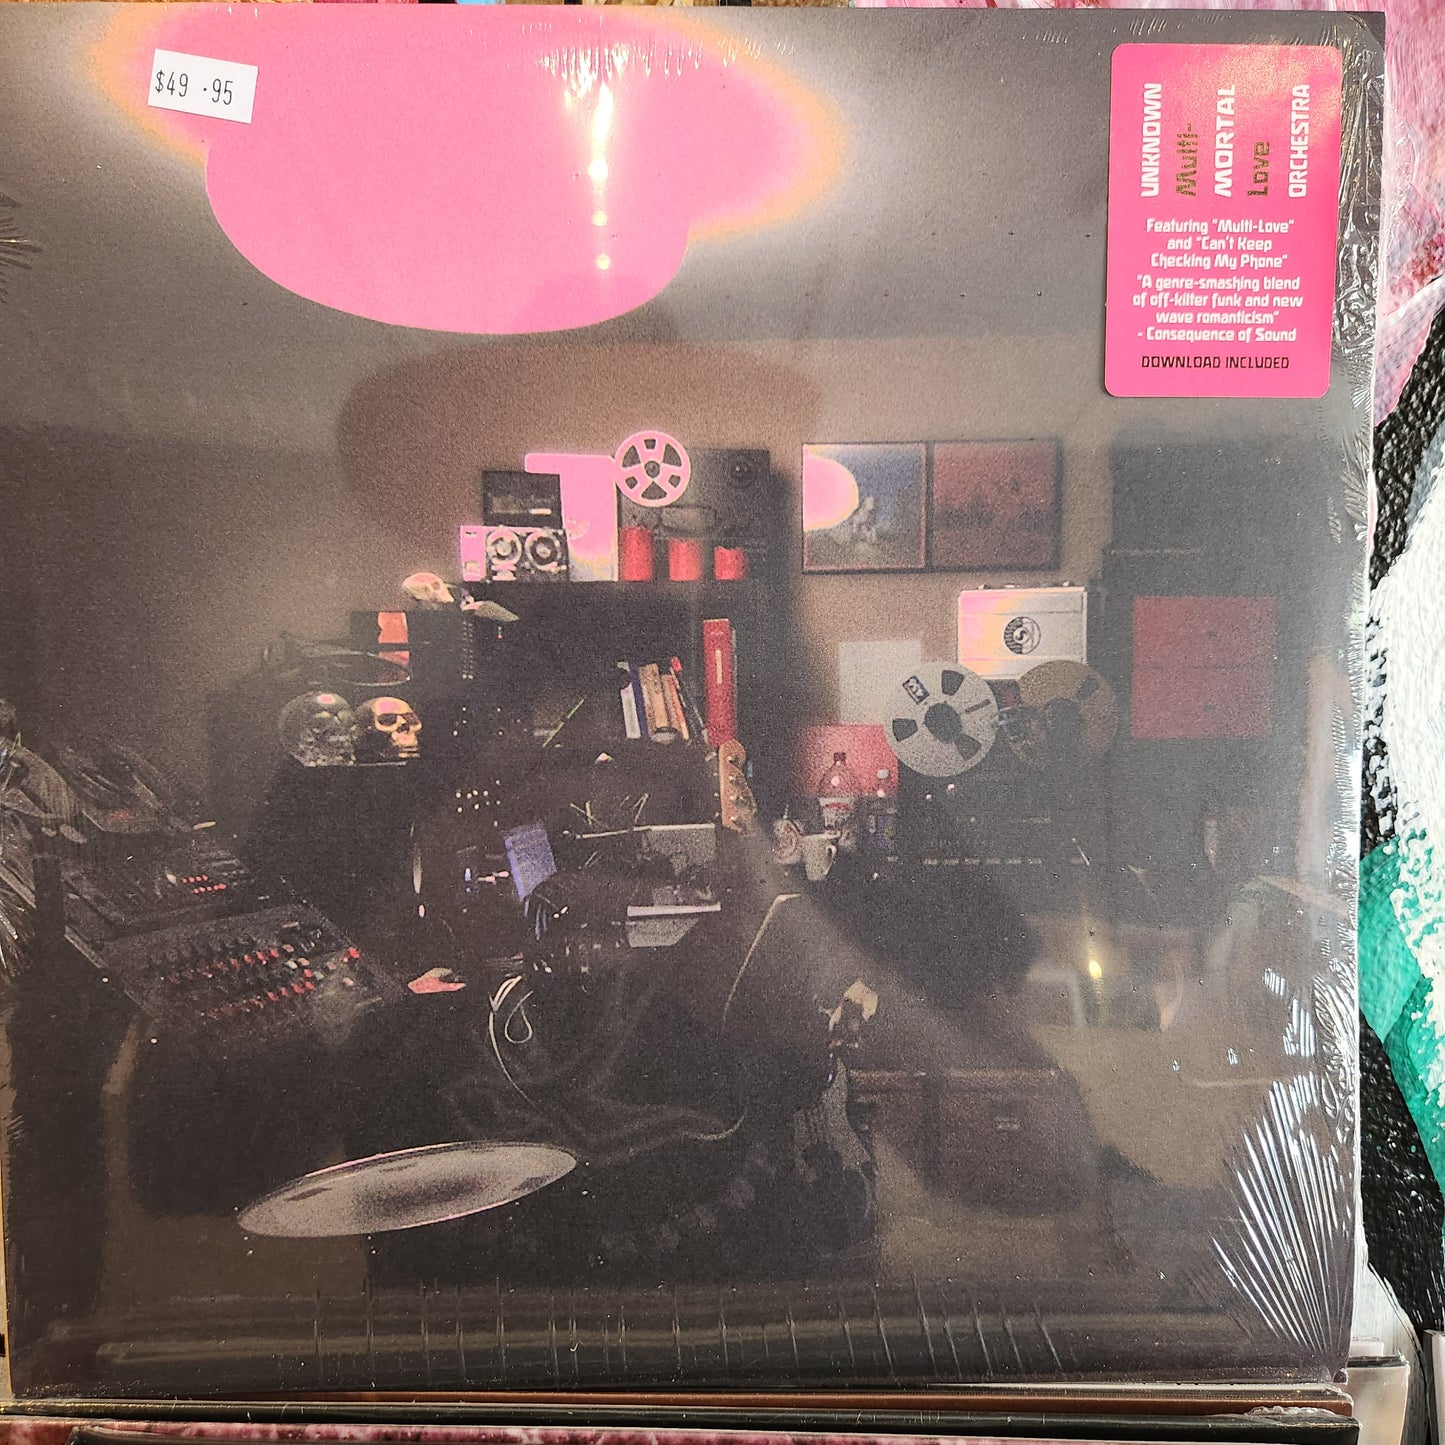 $49.95
UNKNOWN
Multi-
MORTAL
Love
ORCHESTRA
Featuring "Multi-Love"
and "Can't Keep
Checking My Phone"
"A genre-smashing blend
of off-kilter funk and new
wave romanticism"
- Consequence of Sound
DOWNLOAD INCLUDED